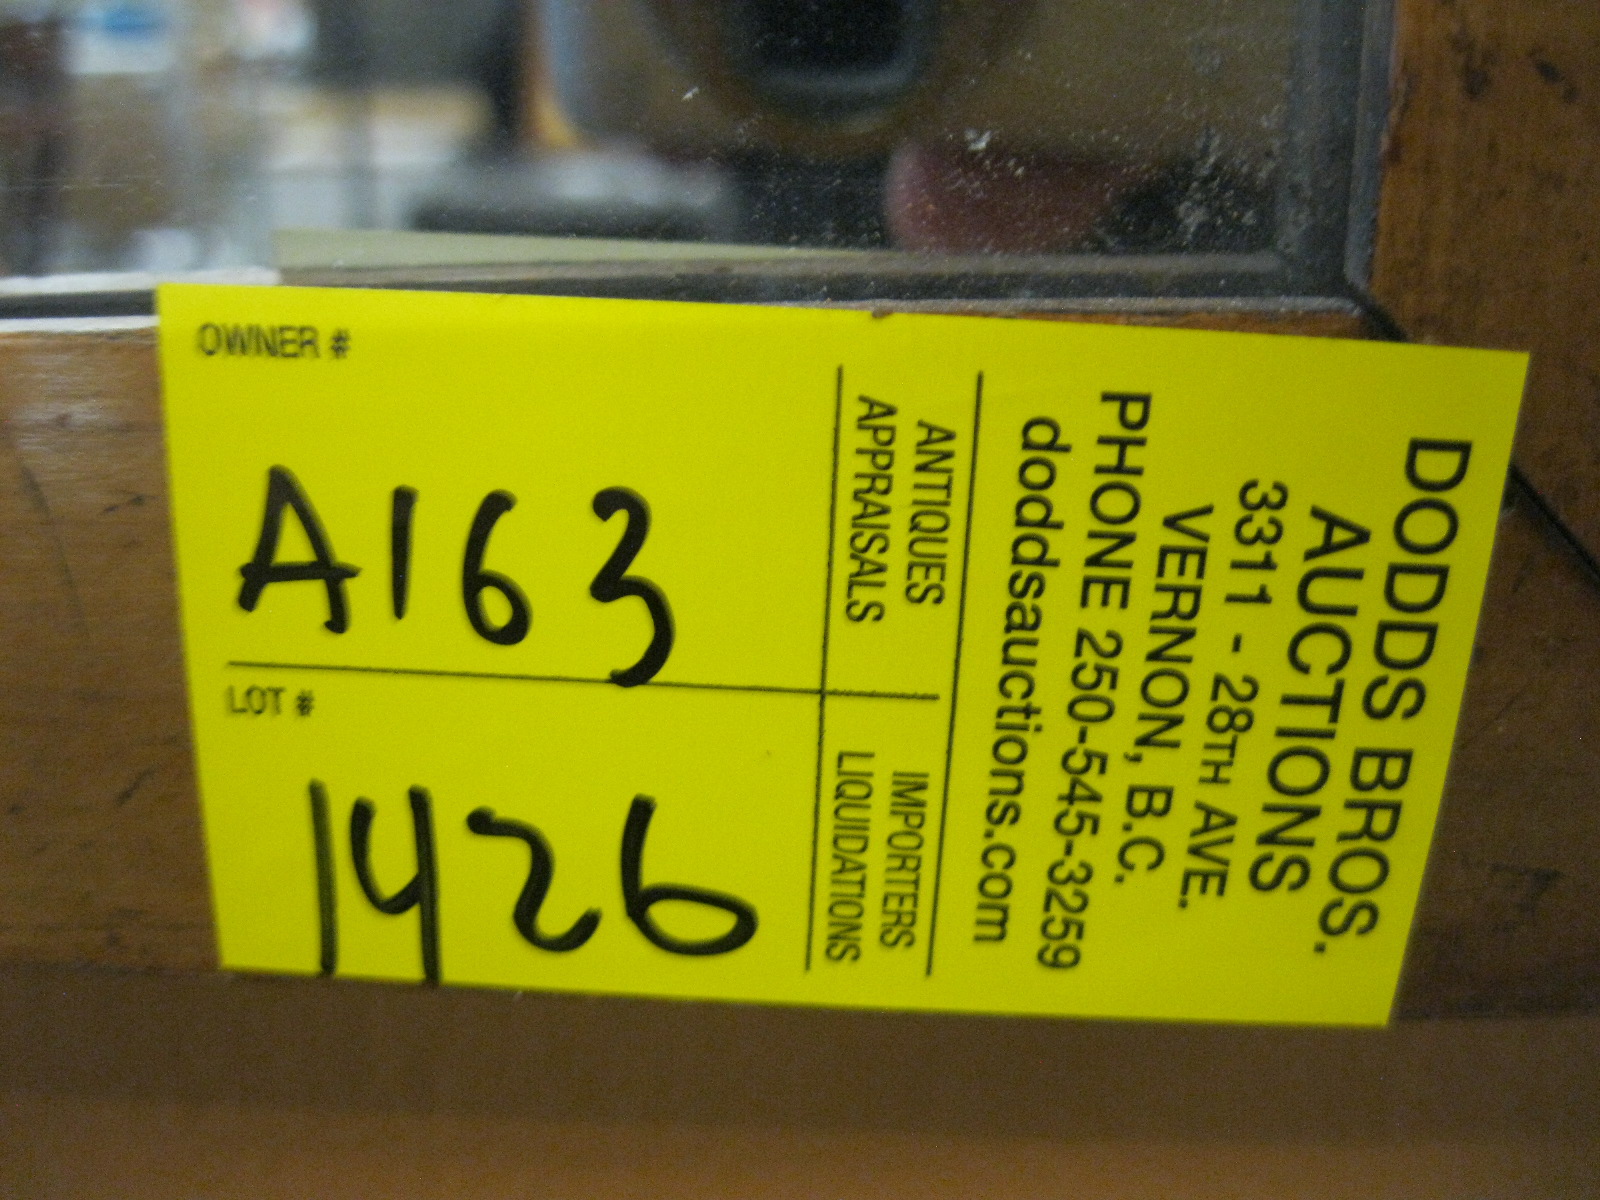 OWNER #
A163
LOT #
1426
ANTIQUES
APPRAISALS
IMPORTERS
LIQUIDATIONS
DODDS BROS.
AUCTIONS
3311 - 28TH AVE.
VERNON, B.C.
PHONE 250-545-3259
doddsauctions.com